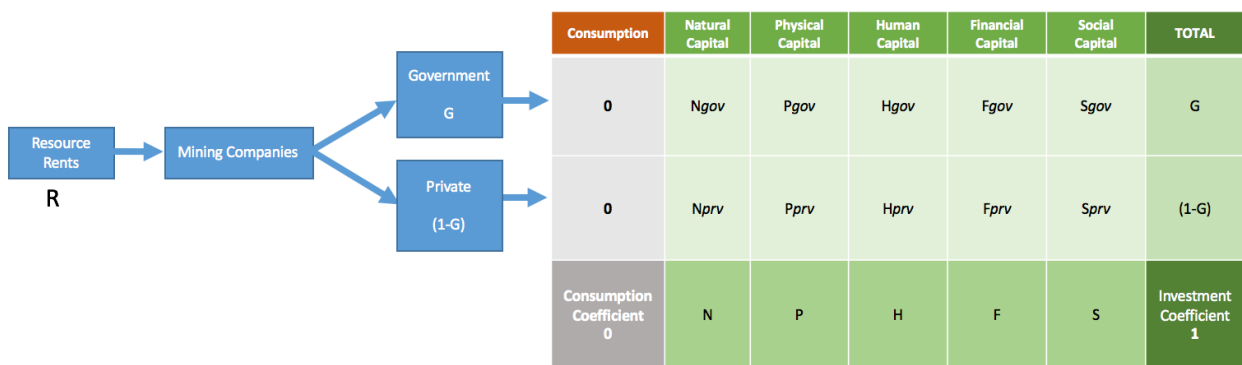 Resource
Rents
R
Mining Companies
Government
G
Private
(1-G)
Consumption
Natural
Capital
Physical
Capital
Human
Capital
Financial
Capital
Social
Capital
TOTAL
0
Ngov
Pgov
Hgov
Fgov
Sgov
G
0
Nprv
Pprv
Hprv
Fprv
Sprv
(1-G)
Consumption
Coefficient
0
N
P
H
F
S
Investment
Coefficient
1